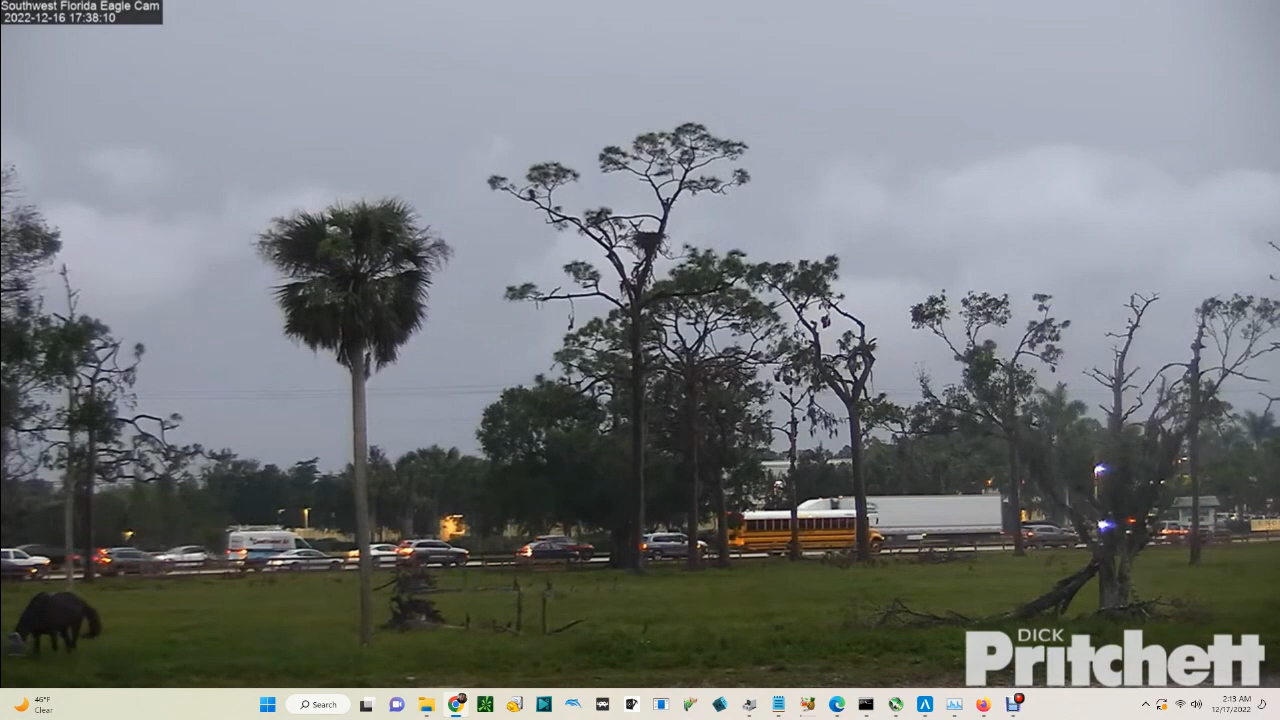 Southwest Florida Eagle Cam
2022-12-16 17:38:10
DICK
Pritchett
46°F
Clear
Search
2:13 AM
12/17/2022